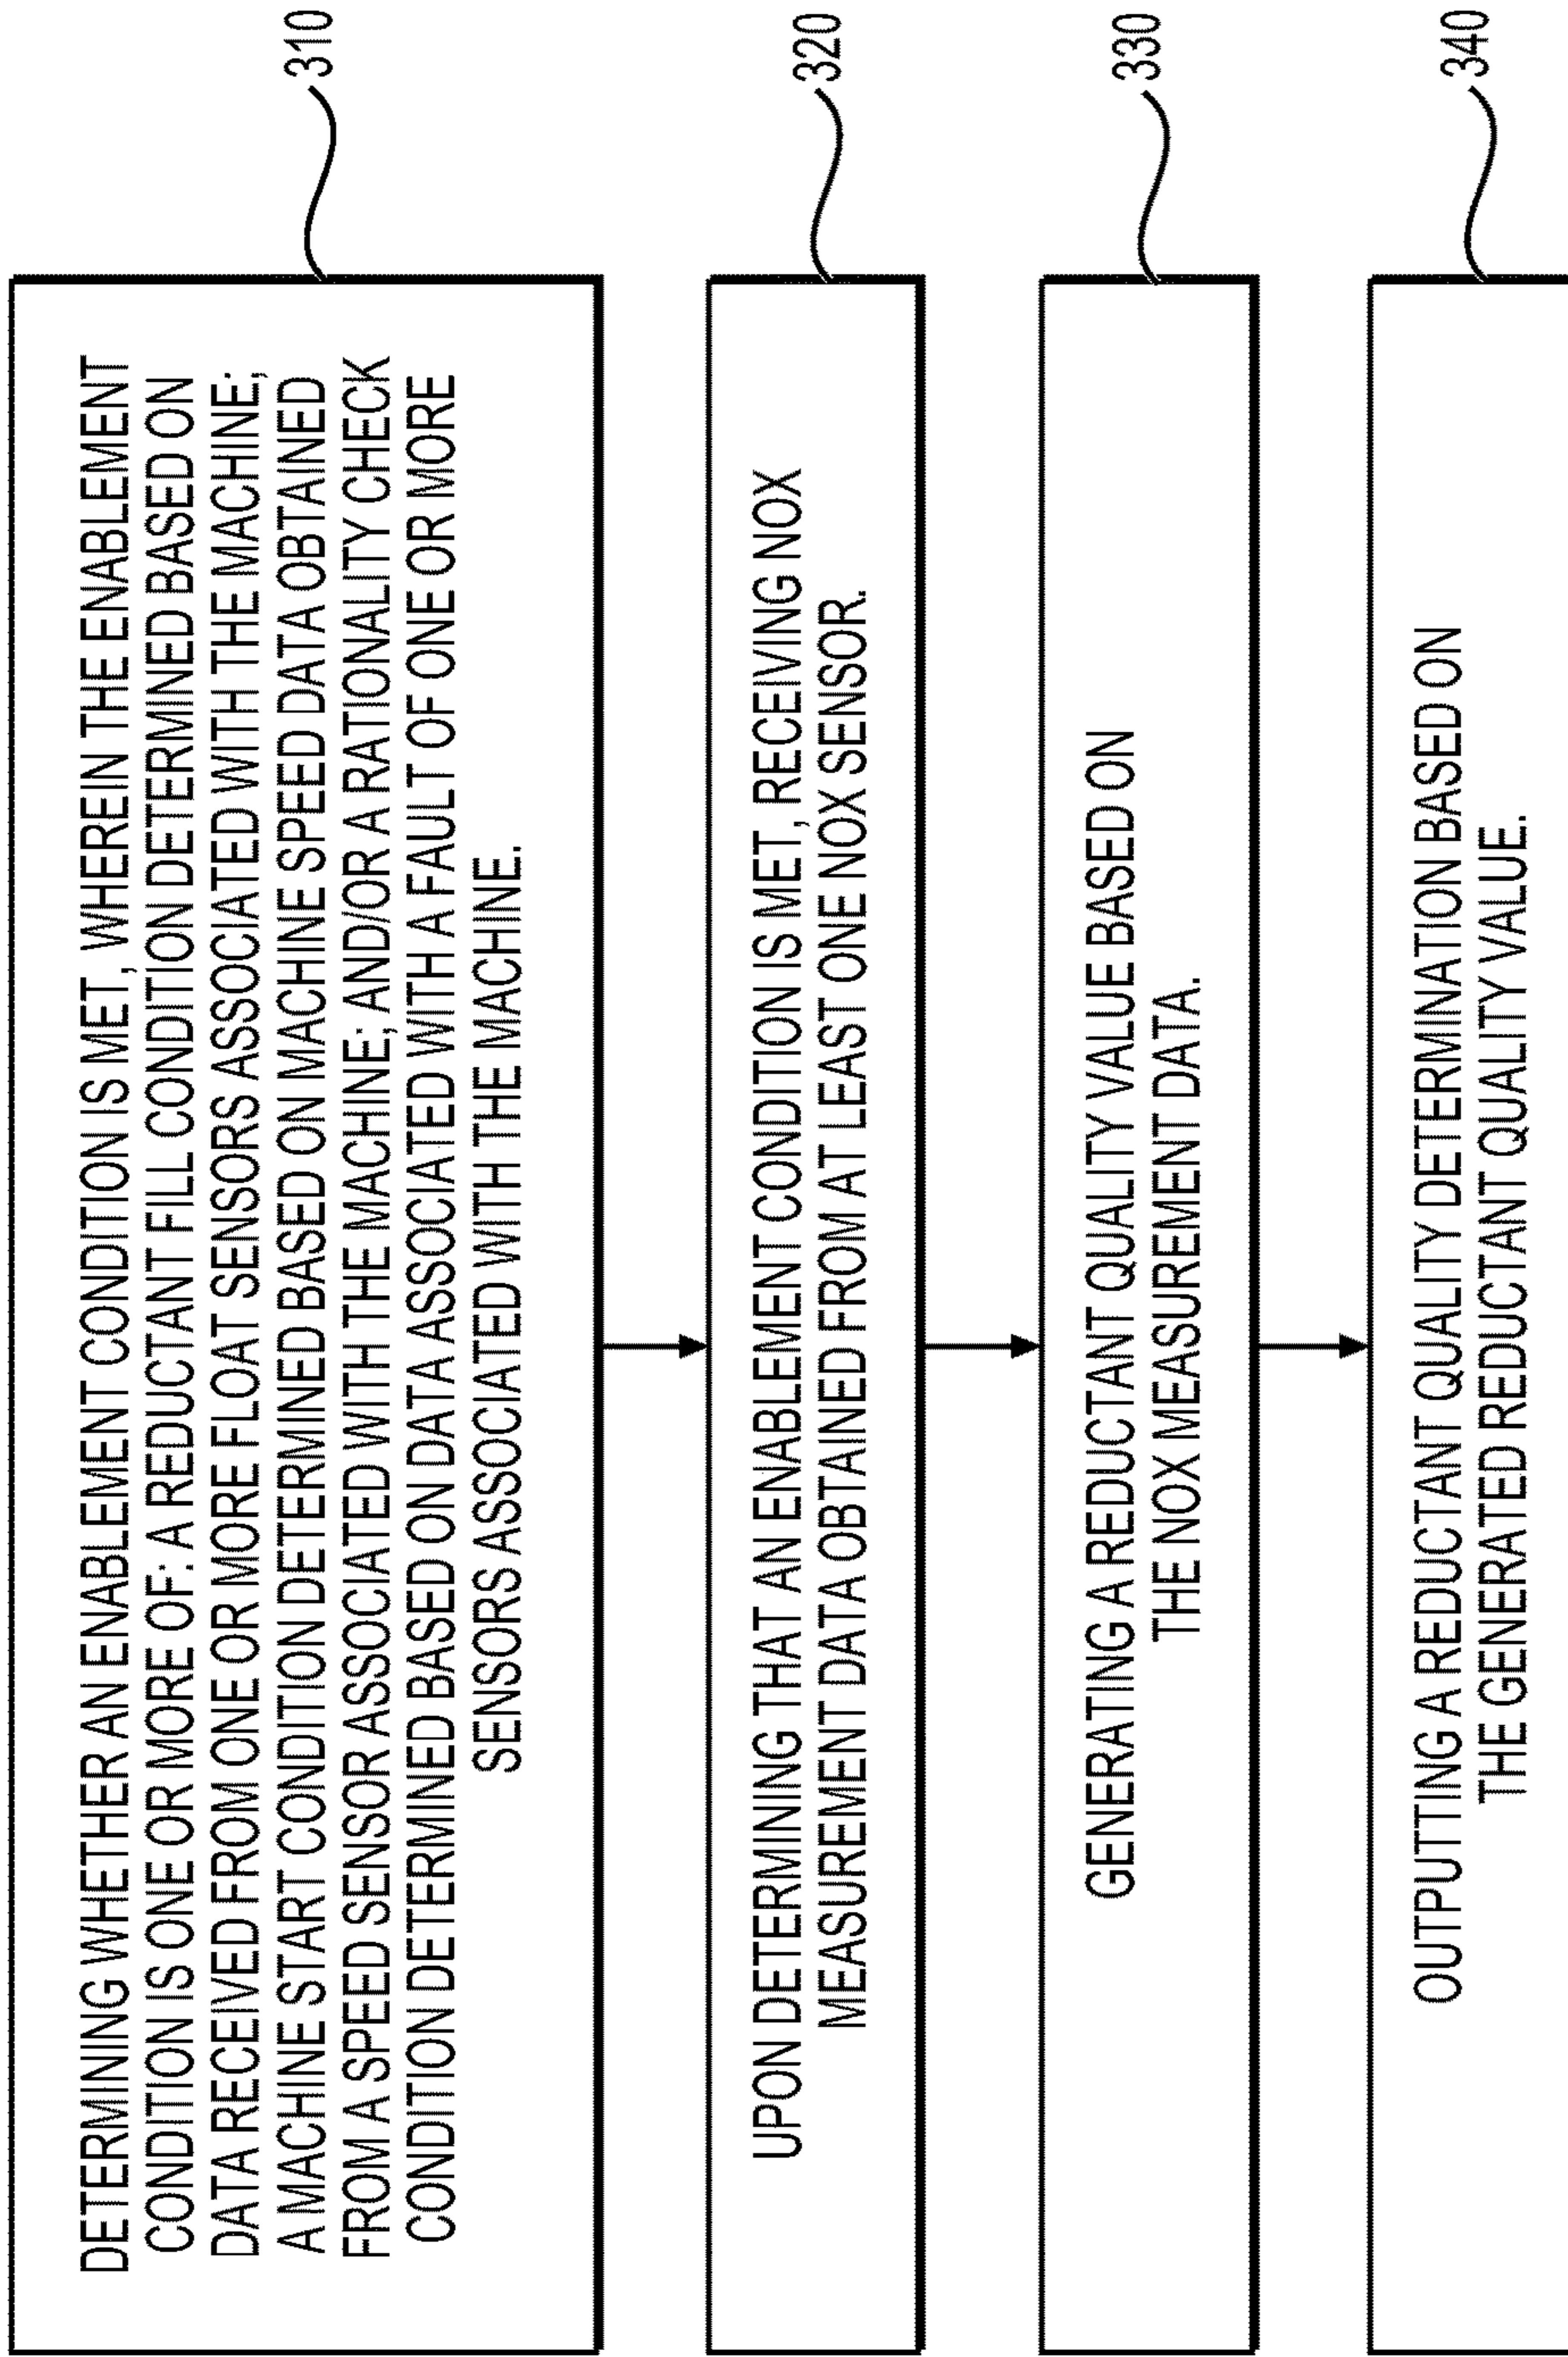 DETERMINING WHETHER AN ENABLEMENT CONDITION IS MET, WHEREIN THE ENABLEMENT
CONDITION IS ONE OR MORE OF: A REDUCTANT FILL CONDITION DETERMINED BASED ON
DATA RECEIVED FROM ONE OR MORE FLOAT SENSORS ASSOCIATED WITH THE MACHINE;
A MACHINE START CONDITION DETERMINED BASED ON MACHINE SPEED DATA OBTAINED
FROM A SPEED SENSOR ASSOCIATED WITH THE MACHINE; AND/OR A RATIONALITY CHECK
CONDITION DETERMINED BASED ON DATA ASSOCIATED WITH A FAULT OF ONE OR MORE
SENSORS ASSOCIATED WITH THE MACHINE.
310
UPON DETERMINING THAT AN ENABLEMENT CONDITION IS MET, RECEIVING NOX
MEASUREMENT DATA OBTAINED FROM AT LEAST ONE NOX SENSOR.
320
GENERATING A REDUCTANT QUALITY VALUE BASED ON
THE NOX MEASUREMENT DATA.
330
OUTPUTTING A REDUCTANT QUALITY DETERMINATION BASED ON
THE GENERATED REDUCTANT QUALITY VALUE.
340